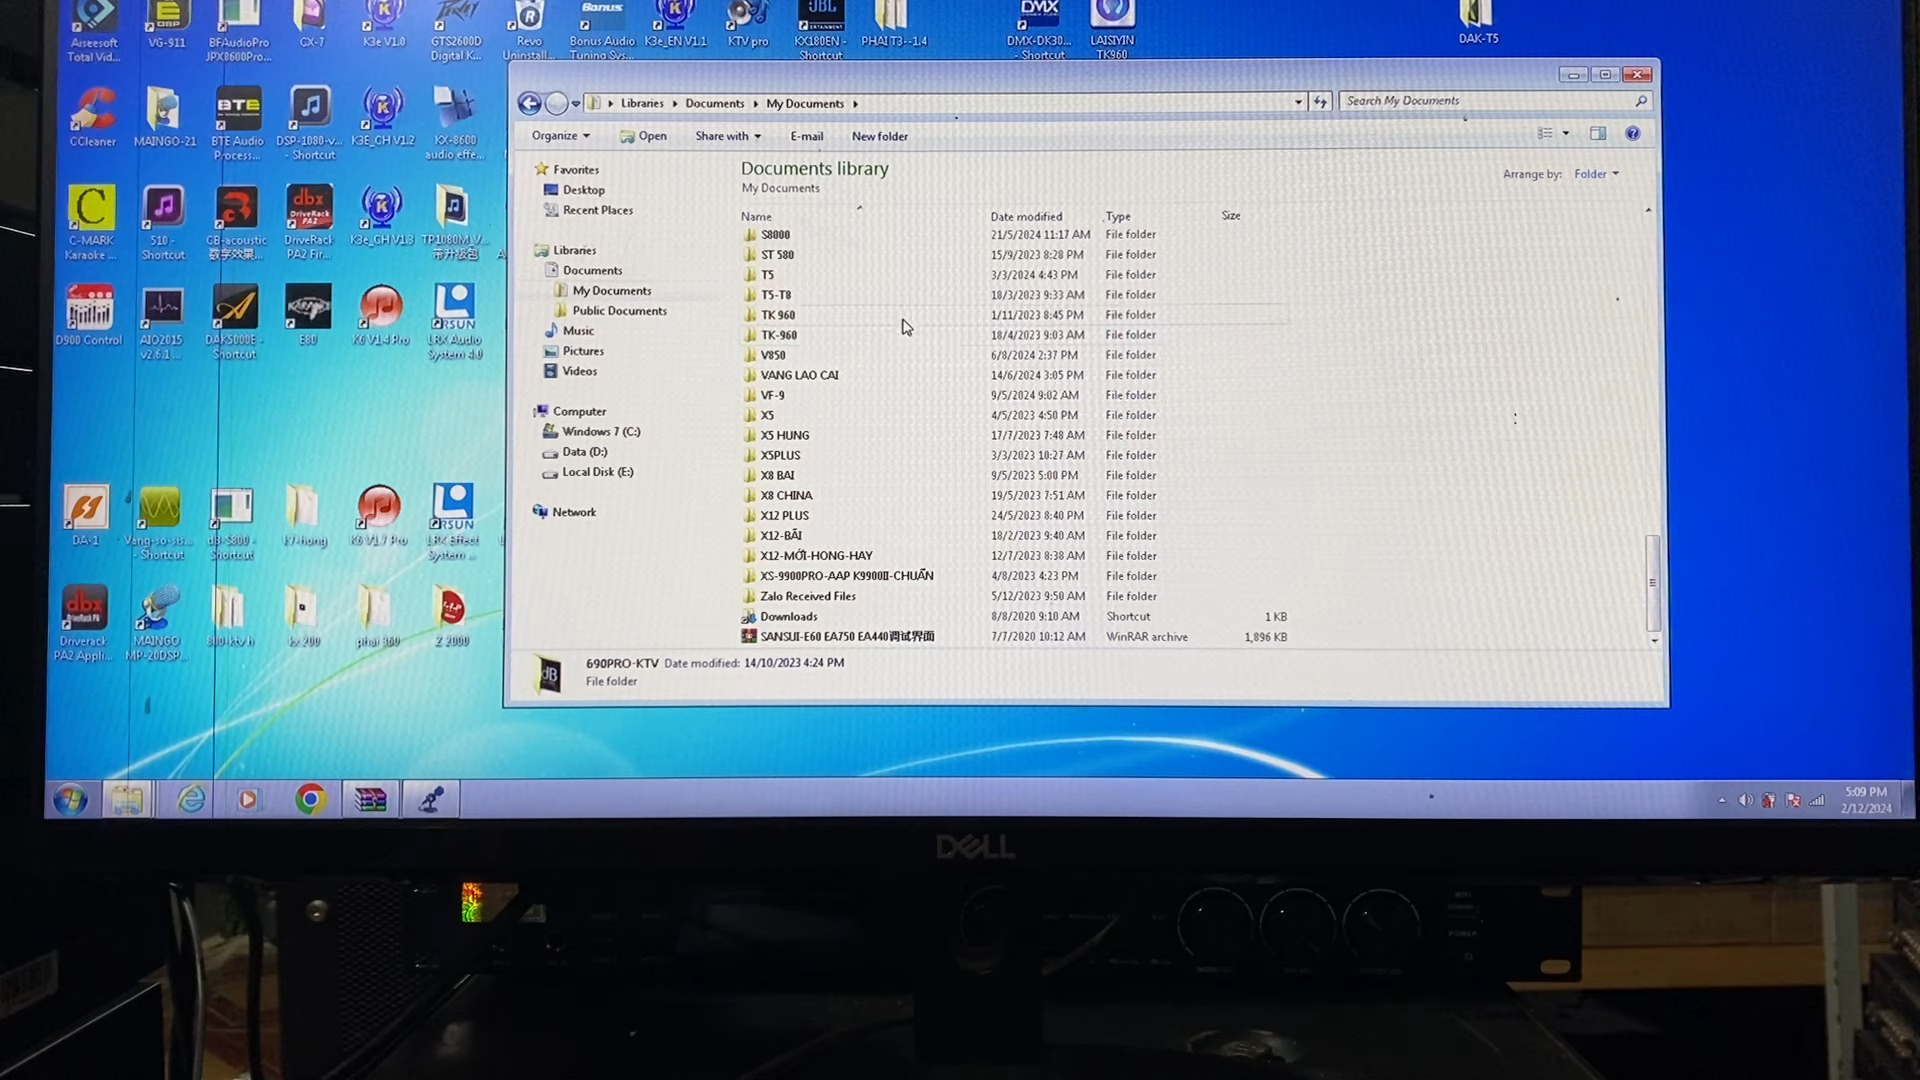 Aiseesoft Total Vid...
VG-911
BFAudioPro JPX8600Pro...
CX-7
K3e V1.0
GTS2600D Digital K...
Revo Uninstall...
Bonus Audio Tuning Sys...
K3e_EN V1.1
KTV pro
KX180EN - Shortcut
PHAI T3--1.4
DMX-DK30... - Shortcut
LAISIYIN TK960
DAK-T5
CCleaner
MAINGO-21
BTE Audio Process...
DSP-1080-v... - Shortcut
K3E_CH V1.2
KX-8600 audio effe...
C-MARK Karaoke ...
510 - Shortcut
CB-acoustic 数字效果...
DriveRack PA2 Fir...
K3e_CH V1.3
TP1080M V... 带升级包
D900 Control
AIO2015 v2.6.1...
DAK5000E - Shortcut
E80
K6 V1.4 Pro
LRX Audio System 4.0
DA-1
Vang-so-sis... - Shortcut
dB-S800 - Shortcut
k7-hong
K6 V1.7 Pro
LRX Effect System ...
Driverack PA2 Appli...
MAINGO MP-20DSP...
800-ktv h
kx 200
phai 360
Z 2000
Libraries
Documents
My Documents
Search My Documents
Organize
Open
Share with
E-mail
New folder
Favorites
Desktop
Recent Places
Libraries
Documents
My Documents
Public Documents
Music
Pictures
Videos
Computer
Windows 7 (C:)
Data (D:)
Local Disk (E:)
Network
Documents library
My Documents
Arrange by: Folder
Name Date modified Type Size
S8000 21/5/2024 11:17 AM File folder
ST 580 15/9/2023 8:28 PM File folder
T5 3/3/2024 4:43 PM File folder
T5-T8 18/3/2023 9:33 AM File folder
TK 960 1/11/2023 8:45 PM File folder
TK-960 18/4/2023 9:03 AM File folder
V850 6/8/2024 2:37 PM File folder
VANG LAO CAI 14/6/2024 3:05 PM File folder
VF-9 9/5/2024 9:02 AM File folder
X5 4/5/2023 4:50 PM File folder
X5 HUNG 17/7/2023 7:48 AM File folder
X5PLUS 3/3/2023 10:27 AM File folder
X8 BAI 9/5/2023 5:00 PM File folder
X8 CHINA 19/5/2023 7:51 AM File folder
X12 PLUS 24/5/2023 8:40 PM File folder
X12-BÃI 18/2/2023 9:40 AM File folder
X12-MỚI-HONG-HAY 12/7/2023 8:38 AM File folder
XS-9900PRO-AAP K9900II-CHUẨN 4/8/2023 4:23 PM File folder
Zalo Received Files 5/12/2023 9:50 AM File folder
Downloads 8/8/2020 9:10 AM Shortcut 1 KB
SANSUI-E60 EA750 EA440调试界面 7/7/2020 10:12 AM WinRAR archive 1,896 KB
690PRO-KTV Date modified: 14/10/2023 4:24 PM
File folder
5:09 PM
2/12/2024
DELL
POWER